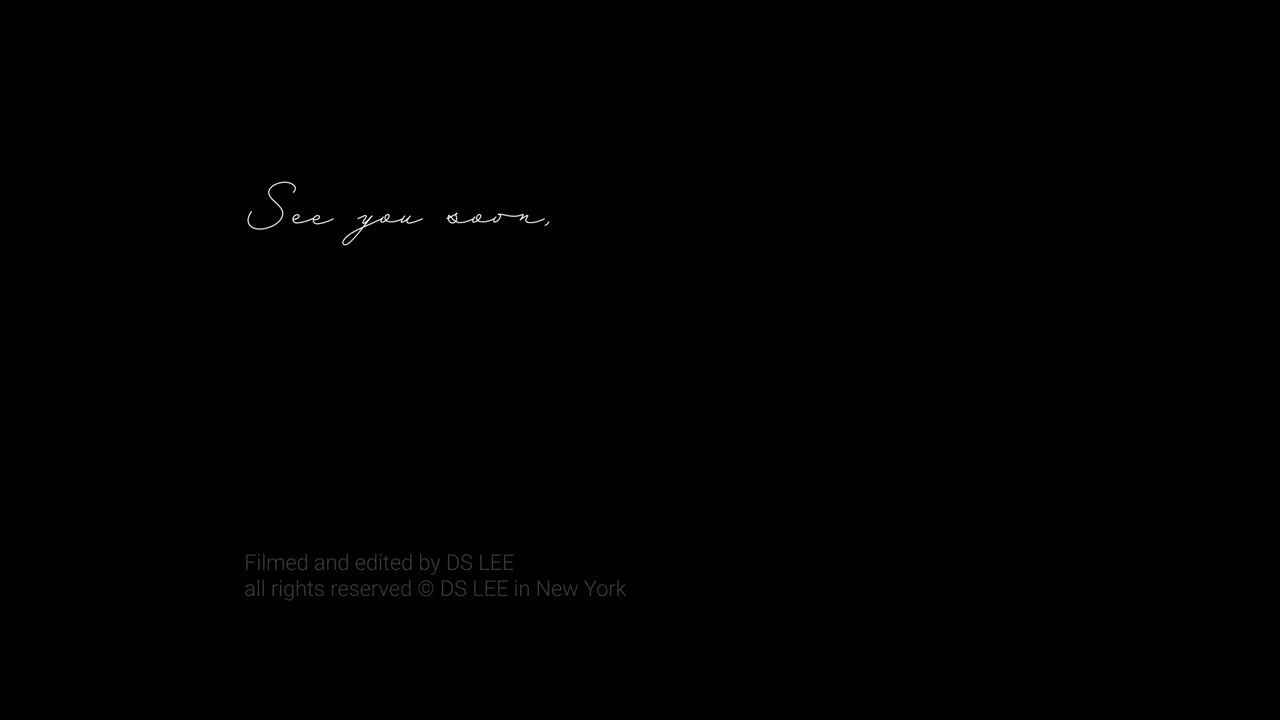 See you soon,
Filmed and edited by DS LEE
all rights reserved © DS LEE in New York